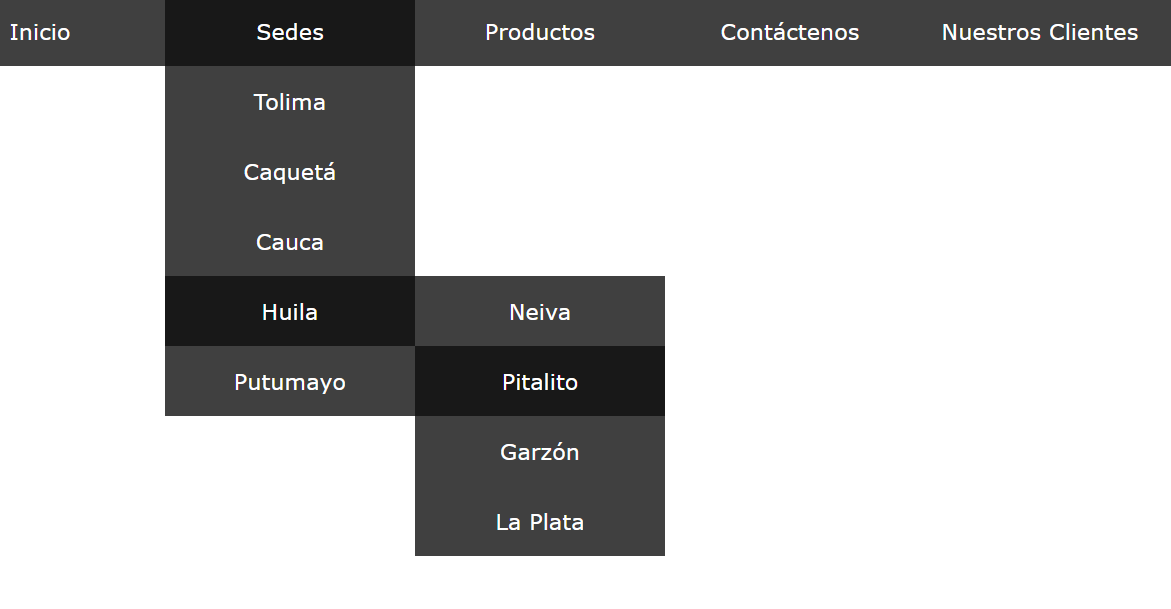 Inicio Sedes Productos Contáctenos Nuestros Clientes
Tolima
Caquetá
Cauca
Huila Neiva
Putumayo Pitalito
Garzón
La Plata